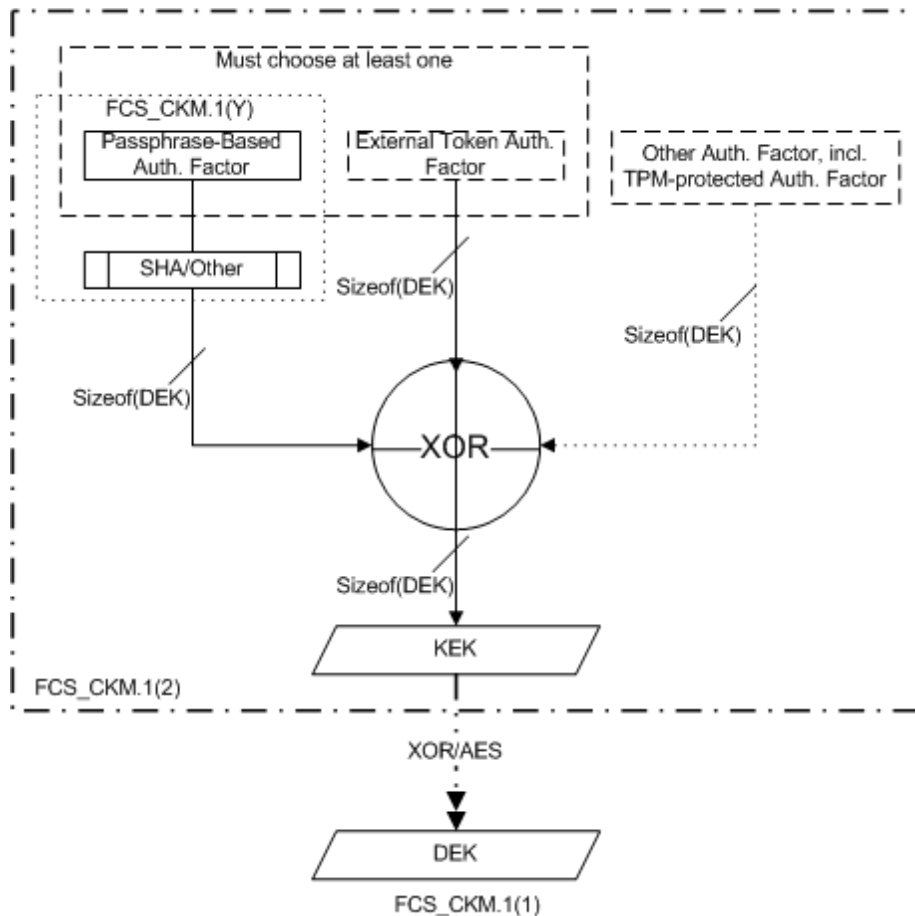 Must choose at least one
FCS_CKM.1(Y)
Passphrase-Based
Auth. Factor
External Token Auth.
Factor
Other Auth. Factor, incl.
TPM-protected Auth. Factor
SHA/Other
Sizeof(DEK)
Sizeof(DEK)
Sizeof(DEK)
XOR
Sizeof(DEK)
KEK
FCS_CKM.1(2)
XOR/AES
DEK
FCS_CKM.1(1)